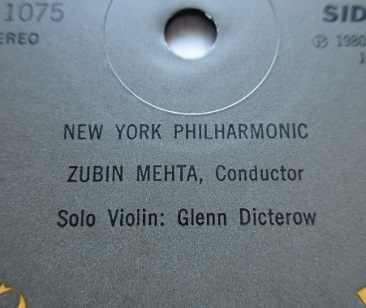 1075
SID
EREO
℗ 1980
NEW YORK PHILHARMONIC
ZUBIN MEHTA, Conductor
Solo Violin: Glenn Dicterow